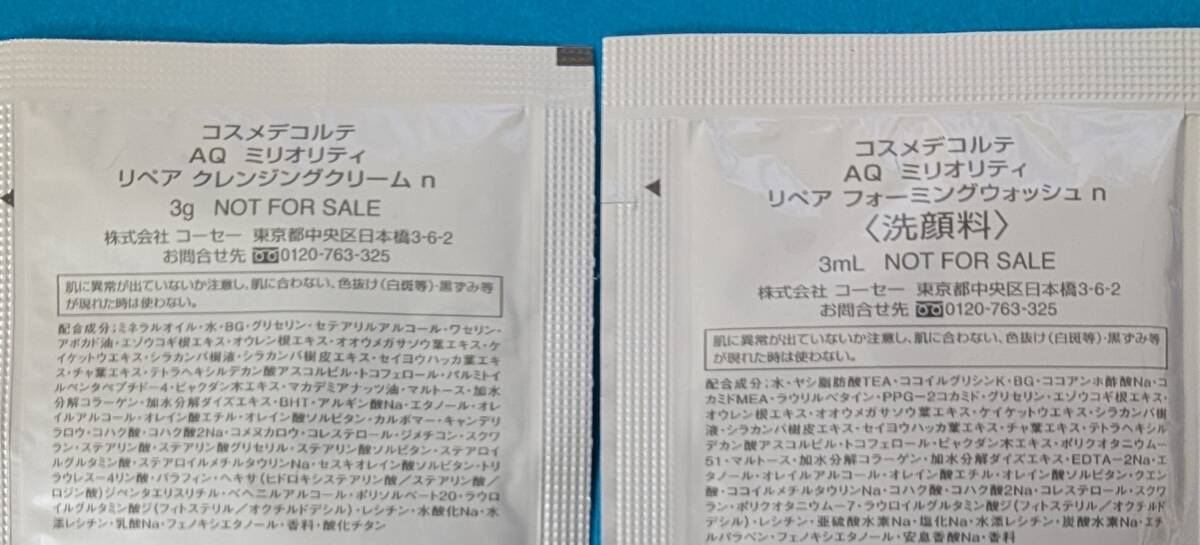 コスメデコルテ
AQ ミリオリティ
リペア クレンジングクリーム n
3g NOT FOR SALE
株式会社 コーセー 東京都中央区日本橋3-6-2
お問合せ先 0120-763-325
肌に異常が出ていないか注意し、肌に合わない、色抜け(白斑等)・黒ずみ等
が現れた時は使わない。
配合成分;ミネラルオイル・水・BG・グリセリン・セテアリルアルコール・ワセリン・
アボカド油・エゾウコギ根エキス・オウレン根エキス・オオウメガサソウ葉エキス・ケ
イケットウエキス・シラカンバ樹液・シラカンバ樹皮エキス・セイヨウハッカ葉エキ
ス・チャ葉エキス・テトラヘキシルデカン酸アスコルビル・トコフェロール・パルミトイ
ルペンタペプチド-4・ビャクダン木エキス・マカデミアナッツ油・マルトース・加水
分解コラーゲン・加水分解ダイズエキス・BHT・アルギン酸Na・エタノール・オレ
イルアルコール・オレイン酸エチル・オレイン酸ソルビタン・カルボマー・キャンデリ
ラロウ・コハク酸・コハク酸2Na・コメヌカロウ・コレステロール・ジメチコン・スクワ
ラン・ステアリン酸・ステアリン酸グリセリル・ステアリン酸ソルビタン・ステアロイ
ルグルタミン酸・ステアロイルメチルタウリンNa・セスキオレイン酸ソルビタン・トリ
ラウレス-4リン酸・パラフィン・ヘキサ(ヒドロキシステアリン酸/ステアリン酸/
ロジン酸)ジペンタエリスリチル・ベヘニルアルコール・ポリソルベート20・ラウロ
イルグルタミン酸ジ(フィトステリル/オクチルドデシル)・レシチン・水酸化Na・水
添レシチン・乳酸Na・フェノキシエタノール・香料・酸化チタン
コスメデコルテ
AQ ミリオリティ
リペア フォーミングウォッシュ n
〈洗顔料〉
3mL NOT FOR SALE
株式会社 コーセー 東京都中央区日本橋3-6-2
お問合せ先 0120-763-325
肌に異常が出ていないか注意し、肌に合わない、色抜け(白斑等)・黒ずみ等
が現れた時は使わない。
配合成分;水・ヤシ脂肪酸TEA・ココイルグリシンK・BG・ココアンホ酢酸Na・コ
カミドMEA・ラウリルベタイン・PPG-2コカミド・グリセリン・エゾウコギ根エキス・
オウレン根エキス・オオウメガサソウ葉エキス・ケイケットウエキス・シラカンバ樹
液・シラカンバ樹皮エキス・セイヨウハッカ葉エキス・チャ葉エキス・テトラヘキシル
デカン酸アスコルビル・トコフェロール・ビャクダン木エキス・ポリクオタニウム-
51・マルトース・加水分解コラーゲン・加水分解ダイズエキス・EDTA-2Na・エ
タノール・オレイルアルコール・オレイン酸エチル・オレイン酸ソルビタン・クエン
酸・ココイルメチルタウリンNa・コハク酸・コハク酸2Na・コレステロール・スクワ
ラン・ポリクオタニウム-7・ラウロイルグルタミン酸ジ(フィトステリル/オクチルド
デシル)・レシチン・亜硫酸水素Na・塩化Na・水添レシチン・炭酸水素Na・エチ
ルパラベン・フェノキシエタノール・安息香酸Na・香料